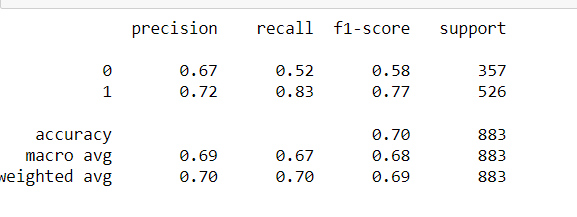 precision recall f1-score support
0 0.67 0.52 0.58 357
1 0.72 0.83 0.77 526
accuracy 0.70 883
macro avg 0.69 0.67 0.68 883
weighted avg 0.70 0.70 0.69 883